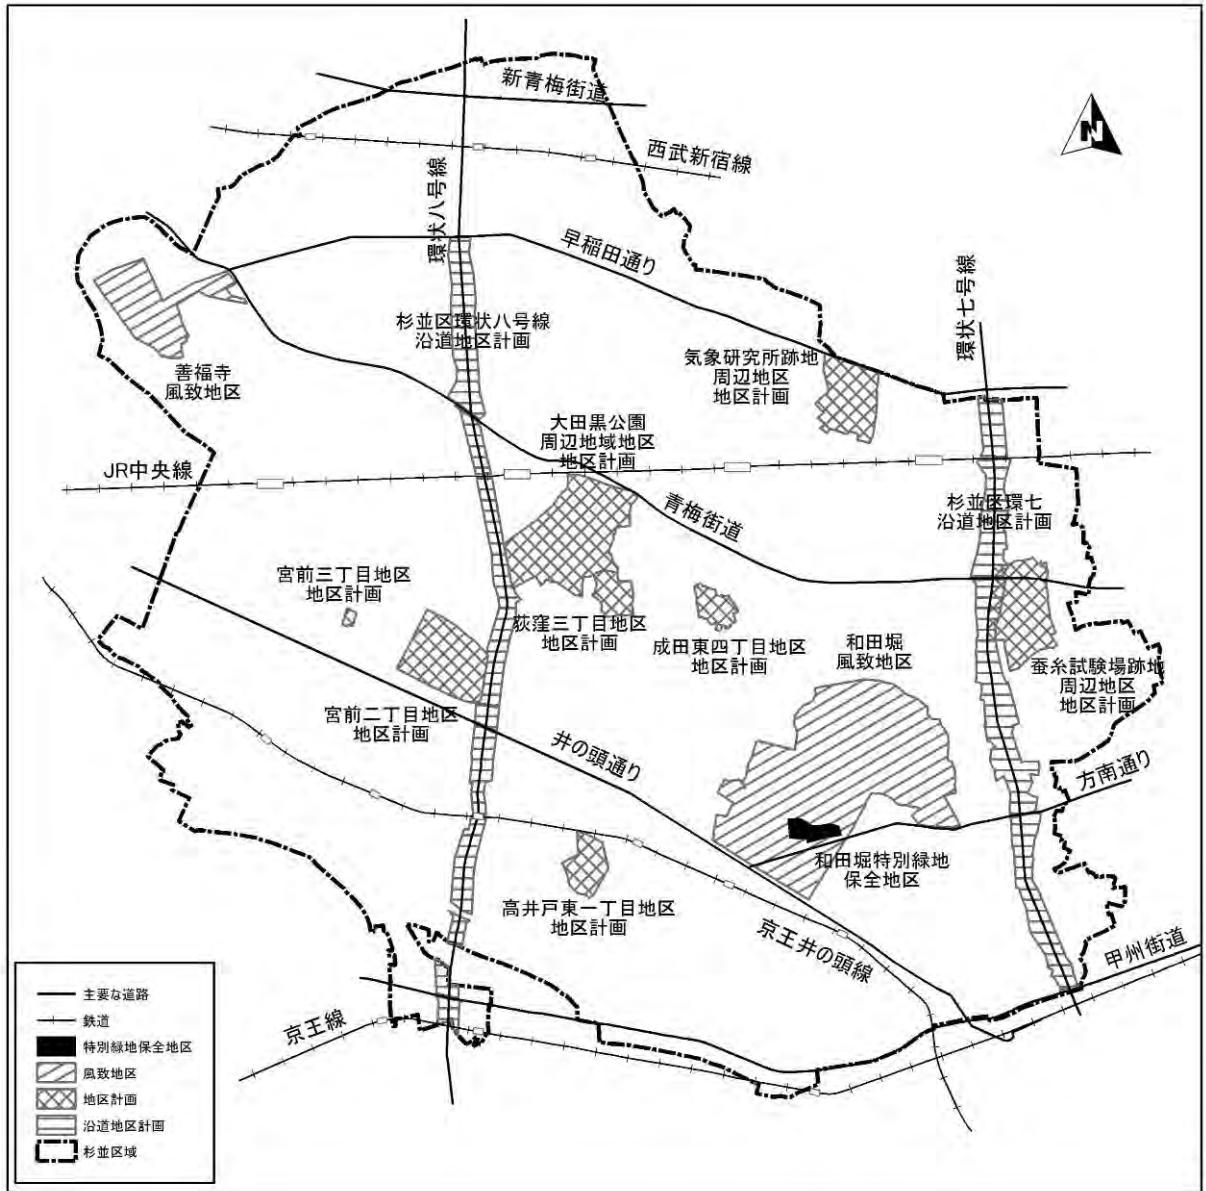 新青梅街道
N
西武新宿線
環状八号線
早稲田通り
環状七号線
杉並区環状八号線
沿道地区計画
気象研究所跡地
周辺地区
地区計画
善福寺
風致地区
大田黒公園
周辺地域地区
地区計画
JR中央線
青梅街道
杉並区環七
沿道地区計画
宮前三丁目地区
地区計画
荻窪三丁目地区
地区計画
成田東四丁目地区
地区計画
和田堀
風致地区
蚕糸試験場跡地
周辺地区
地区計画
宮前二丁目地区
地区計画
井の頭通り
方南通り
和田堀特別緑地
保全地区
高井戸東一丁目地区
地区計画
京王井の頭線
甲州街道
京王線
主要な道路
鉄道
特別緑地保全地区
風致地区
地区計画
沿道地区計画
杉並区域